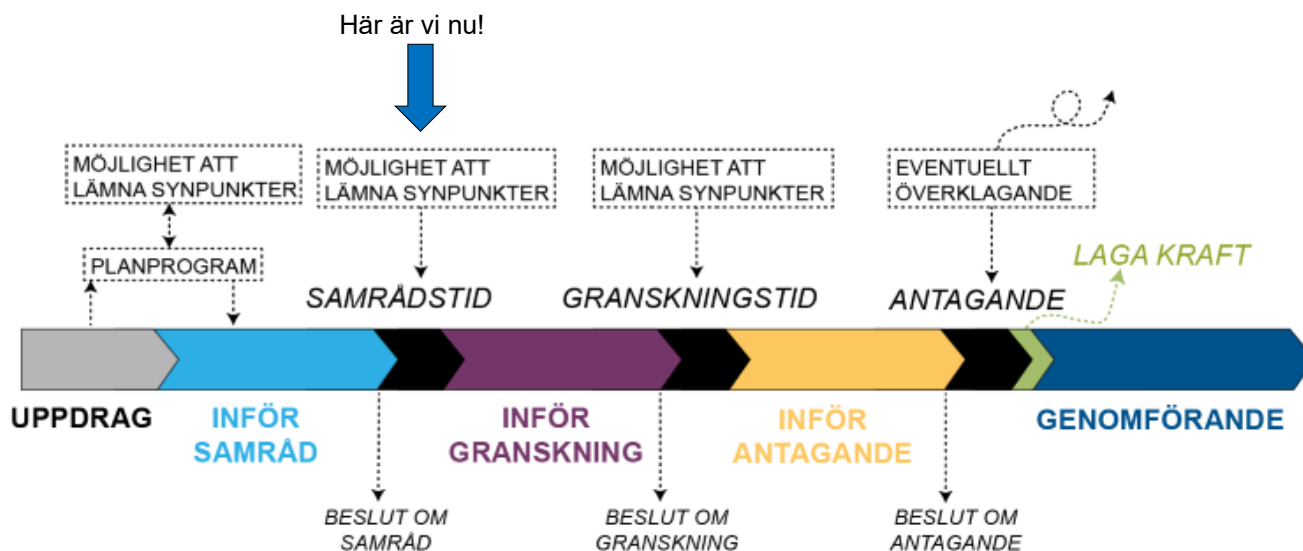 Här är vi nu!
MÖJLIGHET ATT
LÄMNA SYNPUNKTER
MÖJLIGHET ATT
LÄMNA SYNPUNKTER
MÖJLIGHET ATT
LÄMNA SYNPUNKTER
EVENTUELLT
ÖVERKLAGANDE
PLANPROGRAM
LAGA KRAFT
SAMRÅDSTID
GRANSKNINGSTID
ANTAGANDE
UPPDRAG
INFÖR
SAMRÅD
INFÖR
GRANSKNING
INFÖR
ANTAGANDE
GENOMFÖRANDE
BESLUT OM
SAMRÅD
BESLUT OM
GRANSKNING
BESLUT OM
ANTAGANDE